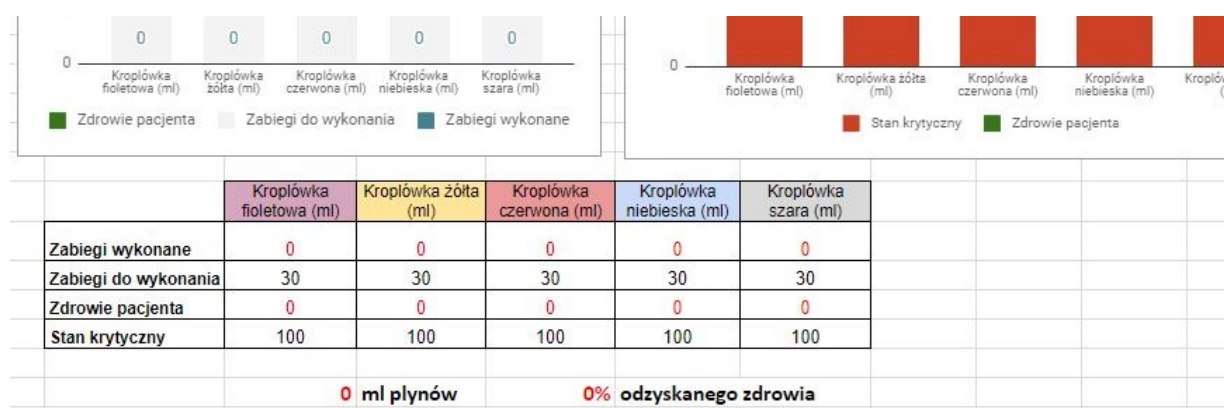 0 0 0 0 0
0 0
Kroplówka Kroplówka Kroplówka Kroplówka Kroplówka
fioletowa (ml) żółta (ml) czerwona (ml) niebieska (ml) szara (ml)
Zdrowie pacjenta Zabiegi do wykonania Zabiegi wykonane
Kroplówka Kroplówka żółta Kroplówka Kroplówka
fioletowa (ml) (ml) czerwona (ml) niebieska (ml)
Stan krytyczny Zdrowie pacjenta
Kroplówka Kroplówka żółta Kroplówka Kroplówka Kroplówka
fioletowa (ml) (ml) czerwona (ml) niebieska (ml) szara (ml)
Zabiegi wykonane 0 0 0 0 0
Zabiegi do wykonania 30 30 30 30 30
Zdrowie pacjenta 0 0 0 0 0
Stan krytyczny 100 100 100 100 100
0 ml plynów 0% odzyskanego zdrowia